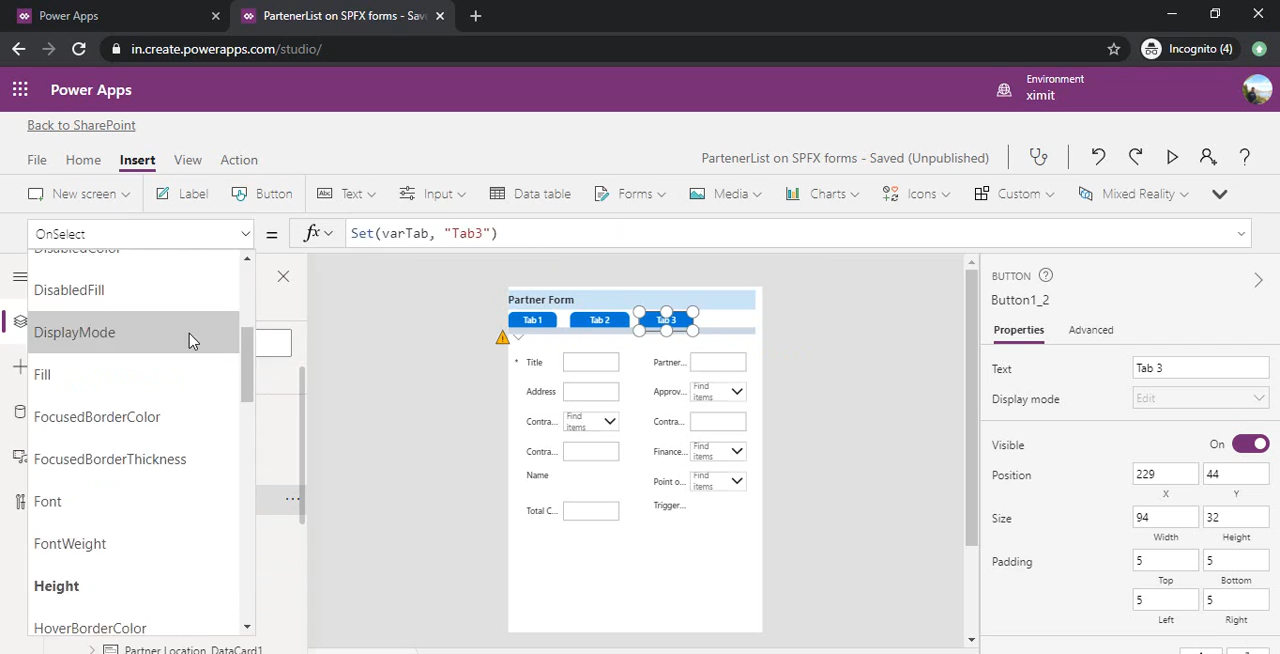 Power Apps
PartenerList on SPFX forms - Sav
in.create.powerapps.com/studio/
Incognito (4)
Power Apps
Environment
ximit
Back to SharePoint
File Home Insert View Action
PartenerList on SPFX forms - Saved (Unpublished)
New screen Label Button Text Input Data table Forms Media Charts Icons Custom Mixed Reality
OnSelect = fx Set(varTab, "Tab3")
DisabledColor
DisabledFill
DisplayMode
Fill
FocusedBorderColor
FocusedBorderThickness
Font
FontWeight
Height
HoverBorderColor
Partner Location_DataCard1
Partner Form
Tab 1 Tab 2 Tab 3
* Title Partner...
Address Approv... Find items
Contra... Find items Contra...
Contra... Finance... Find items
Name Point o... Find items
Trigger...
Total C...
BUTTON
Button1_2
Properties Advanced
Text Tab 3
Display mode Edit
Visible On
Position 229 44
X Y
Size 94 32
Width Height
Padding 5 5
Top Bottom
5 5
Left Right